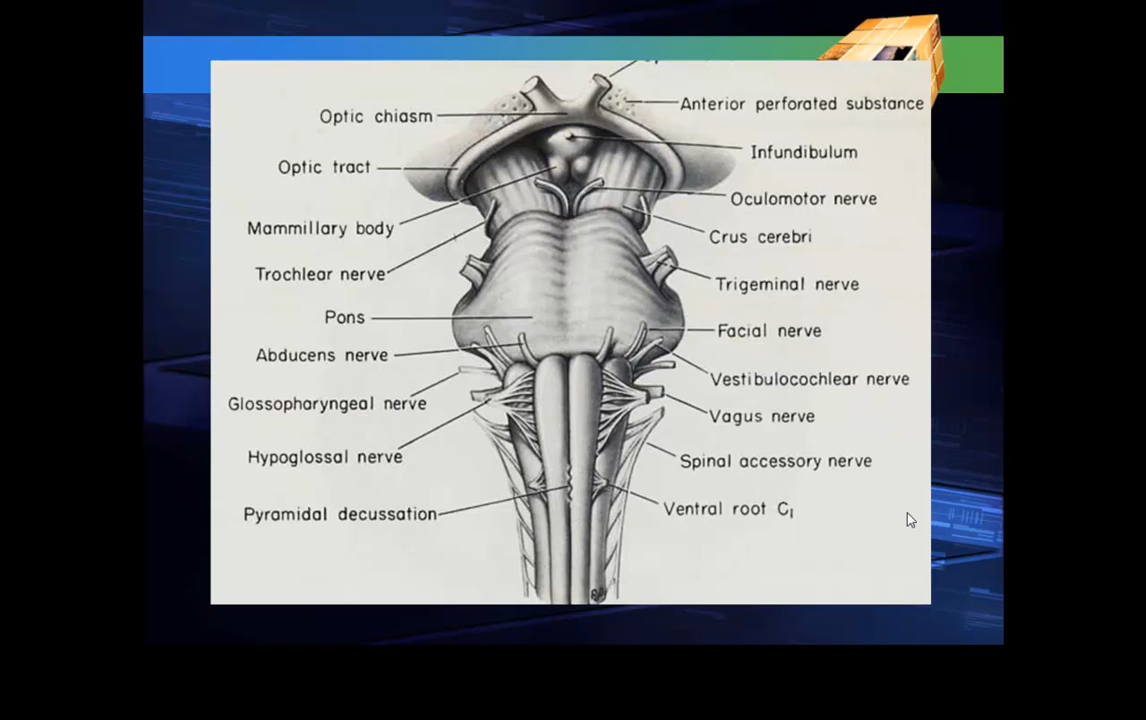 Anterior perforated substance
Optic chiasm
Infundibulum
Optic tract
Oculomotor nerve
Mammillary body
Crus cerebri
Trochlear nerve
Trigeminal nerve
Pons
Facial nerve
Abducens nerve
Vestibulocochlear nerve
Glossopharyngeal nerve
Vagus nerve
Hypoglossal nerve
Spinal accessory nerve
Pyramidal decussation
Ventral root C₁